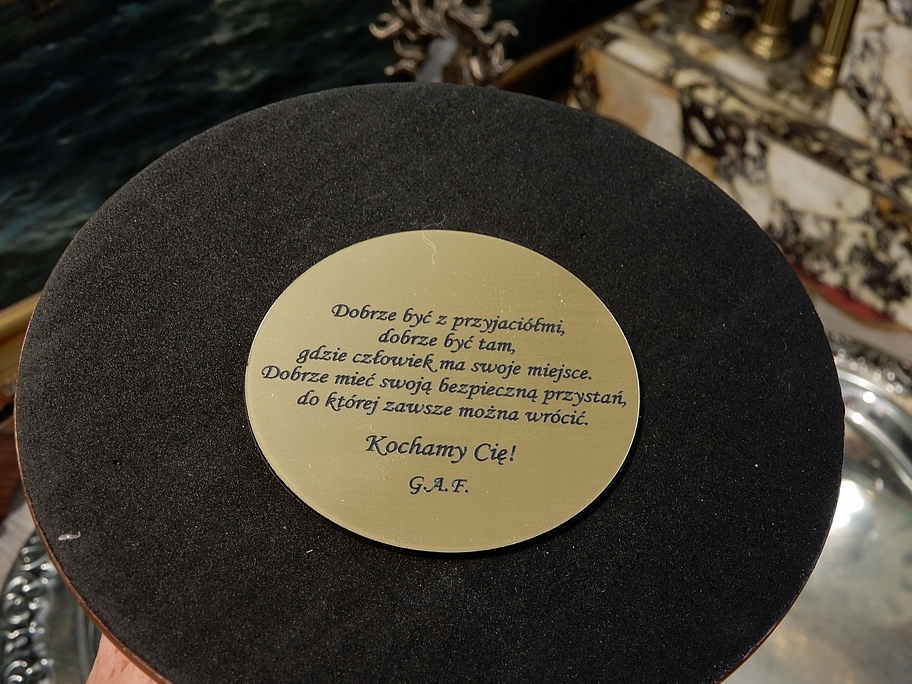 Dobrze być z przyjaciółmi,
dobrze być tam,
gdzie człowiek ma swoje miejsce.
Dobrze mieć swoją bezpieczną przystań,
do której zawsze można wrócić.
Kochamy Cię!
G.A.F.